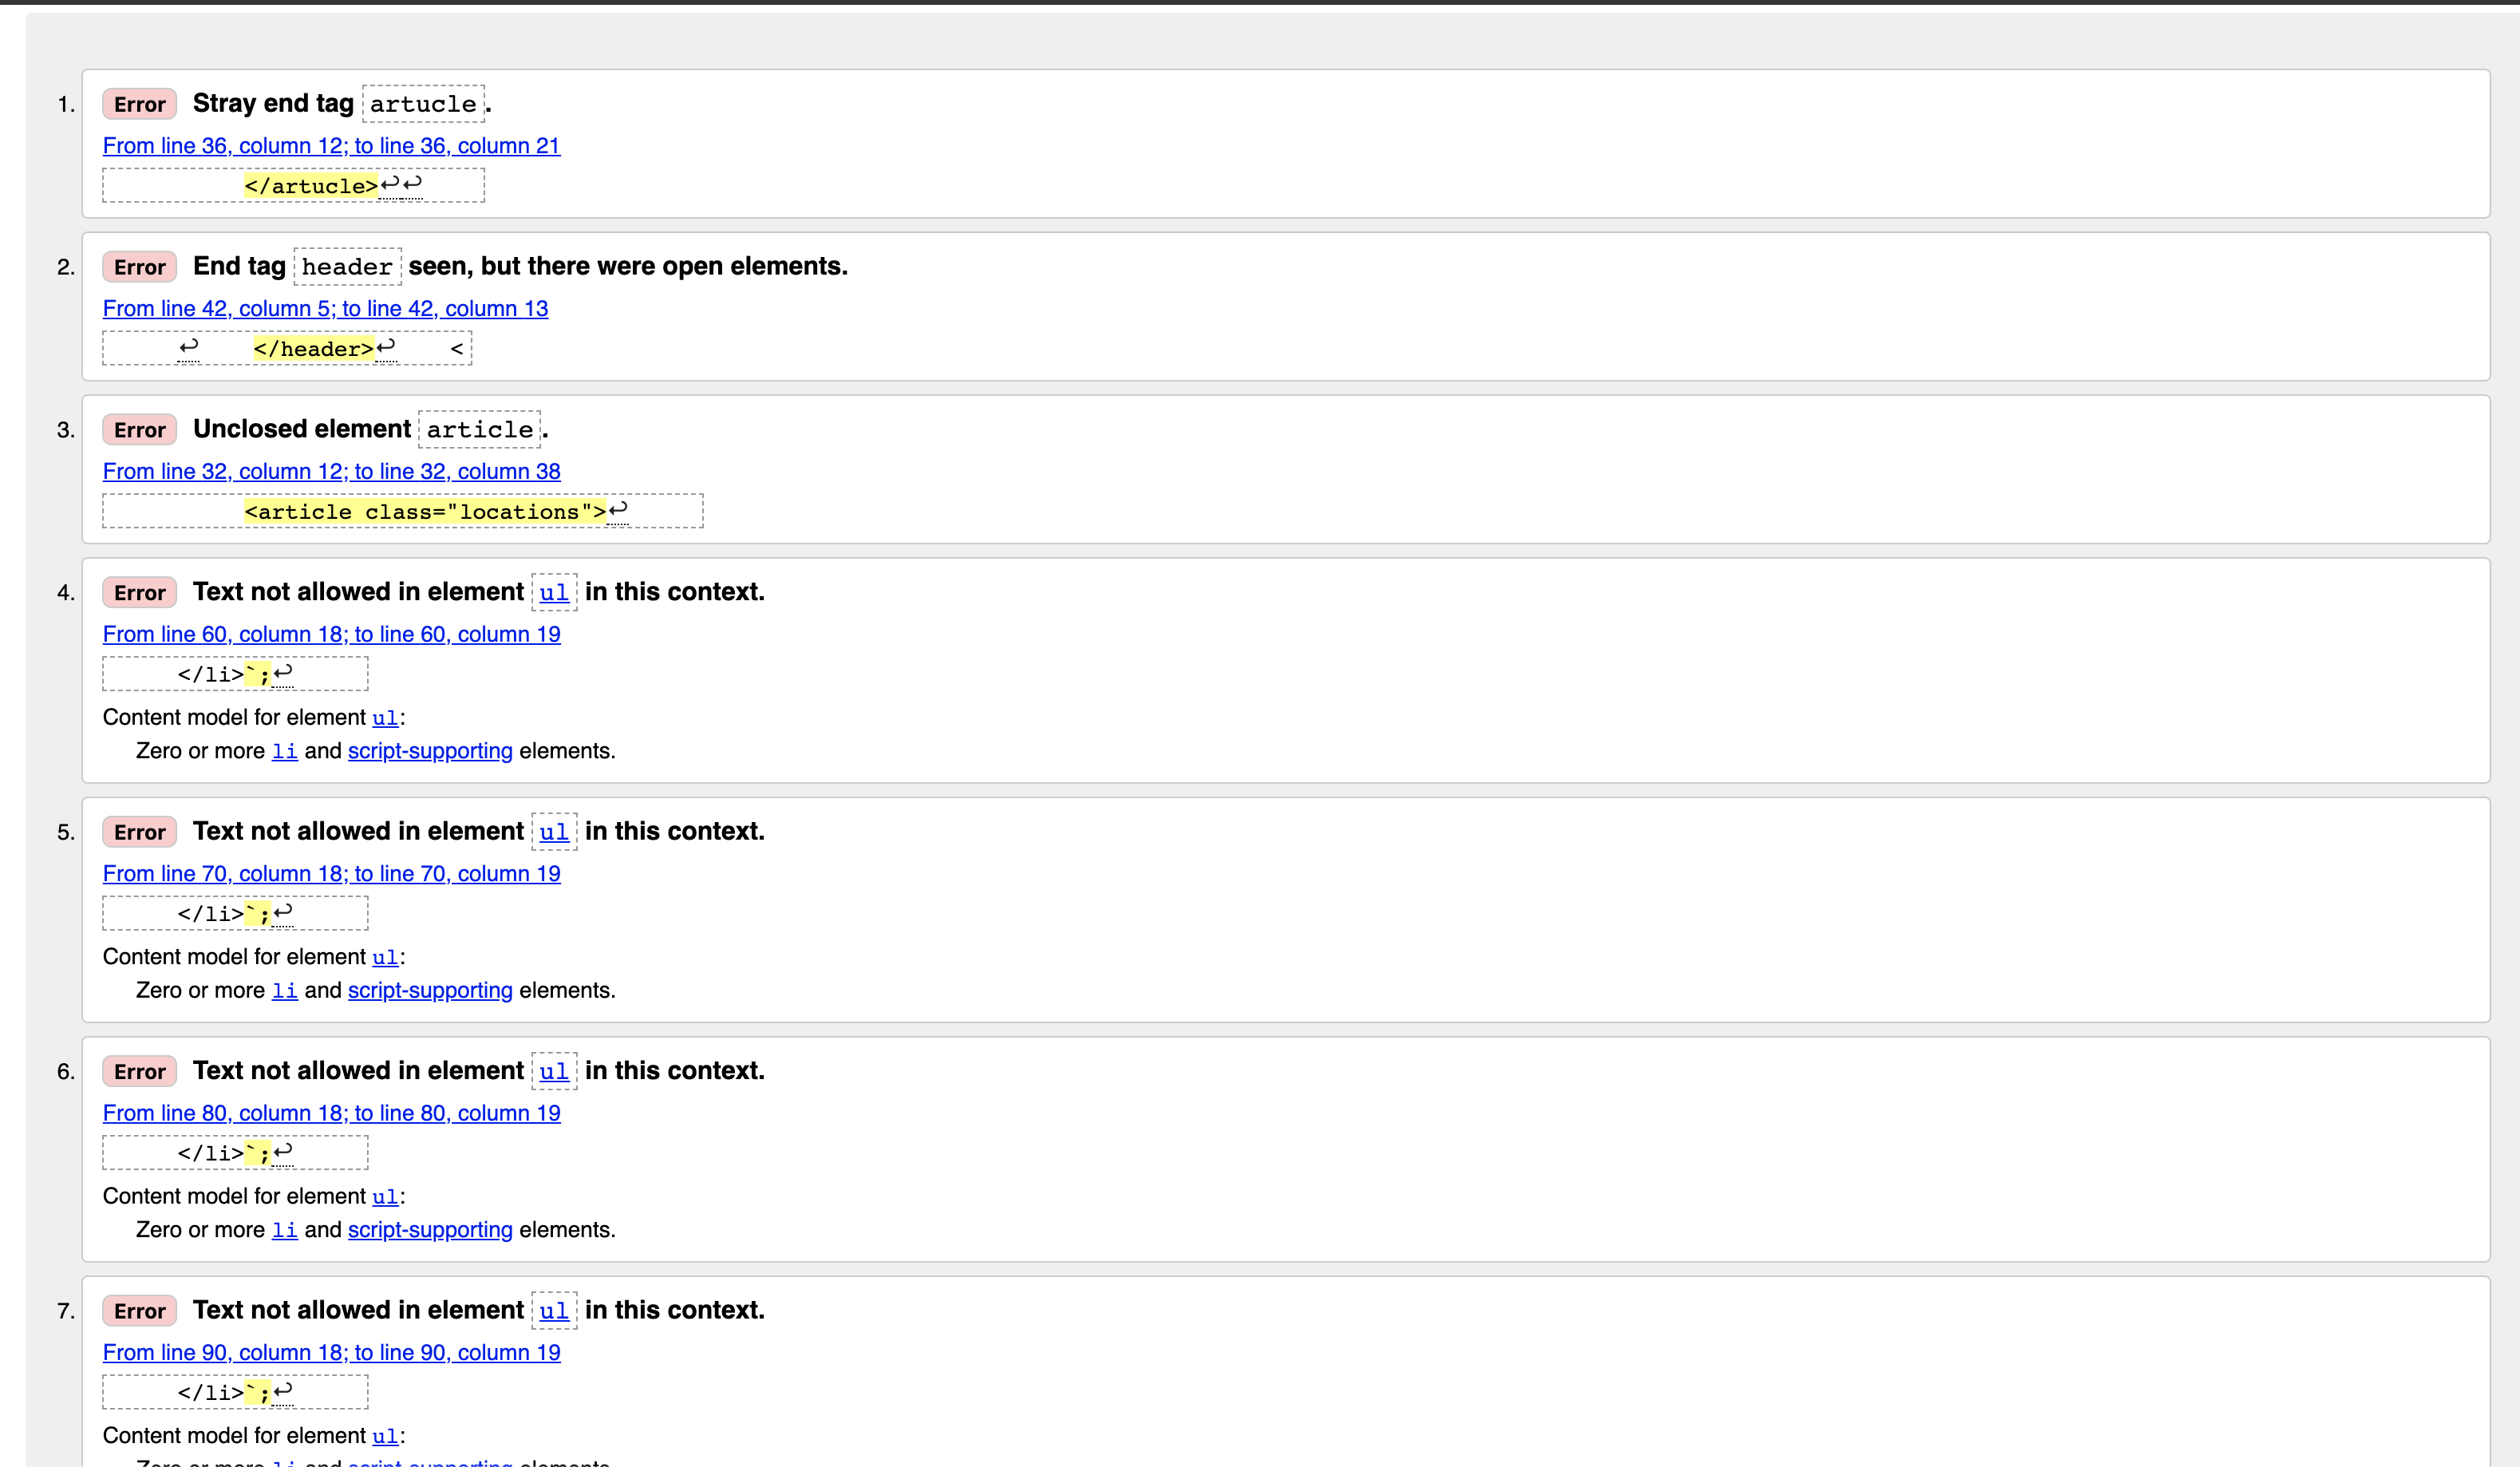 1. Error Stray end tag artucle.
From line 36, column 12; to line 36, column 21
</artucle>↩↩
2. Error End tag header seen, but there were open elements.
From line 42, column 5; to line 42, column 13
↩ </header>↩ <
3. Error Unclosed element article.
From line 32, column 12; to line 32, column 38
<article class="locations">↩
4. Error Text not allowed in element ul in this context.
From line 60, column 18; to line 60, column 19
</li>`;↩
Content model for element ul:
Zero or more li and script-supporting elements.
5. Error Text not allowed in element ul in this context.
From line 70, column 18; to line 70, column 19
</li>`;↩
Content model for element ul:
Zero or more li and script-supporting elements.
6. Error Text not allowed in element ul in this context.
From line 80, column 18; to line 80, column 19
</li>`;↩
Content model for element ul:
Zero or more li and script-supporting elements.
7. Error Text not allowed in element ul in this context.
From line 90, column 18; to line 90, column 19
</li>`;↩
Content model for element ul:
Zero or more li and script-supporting elements.